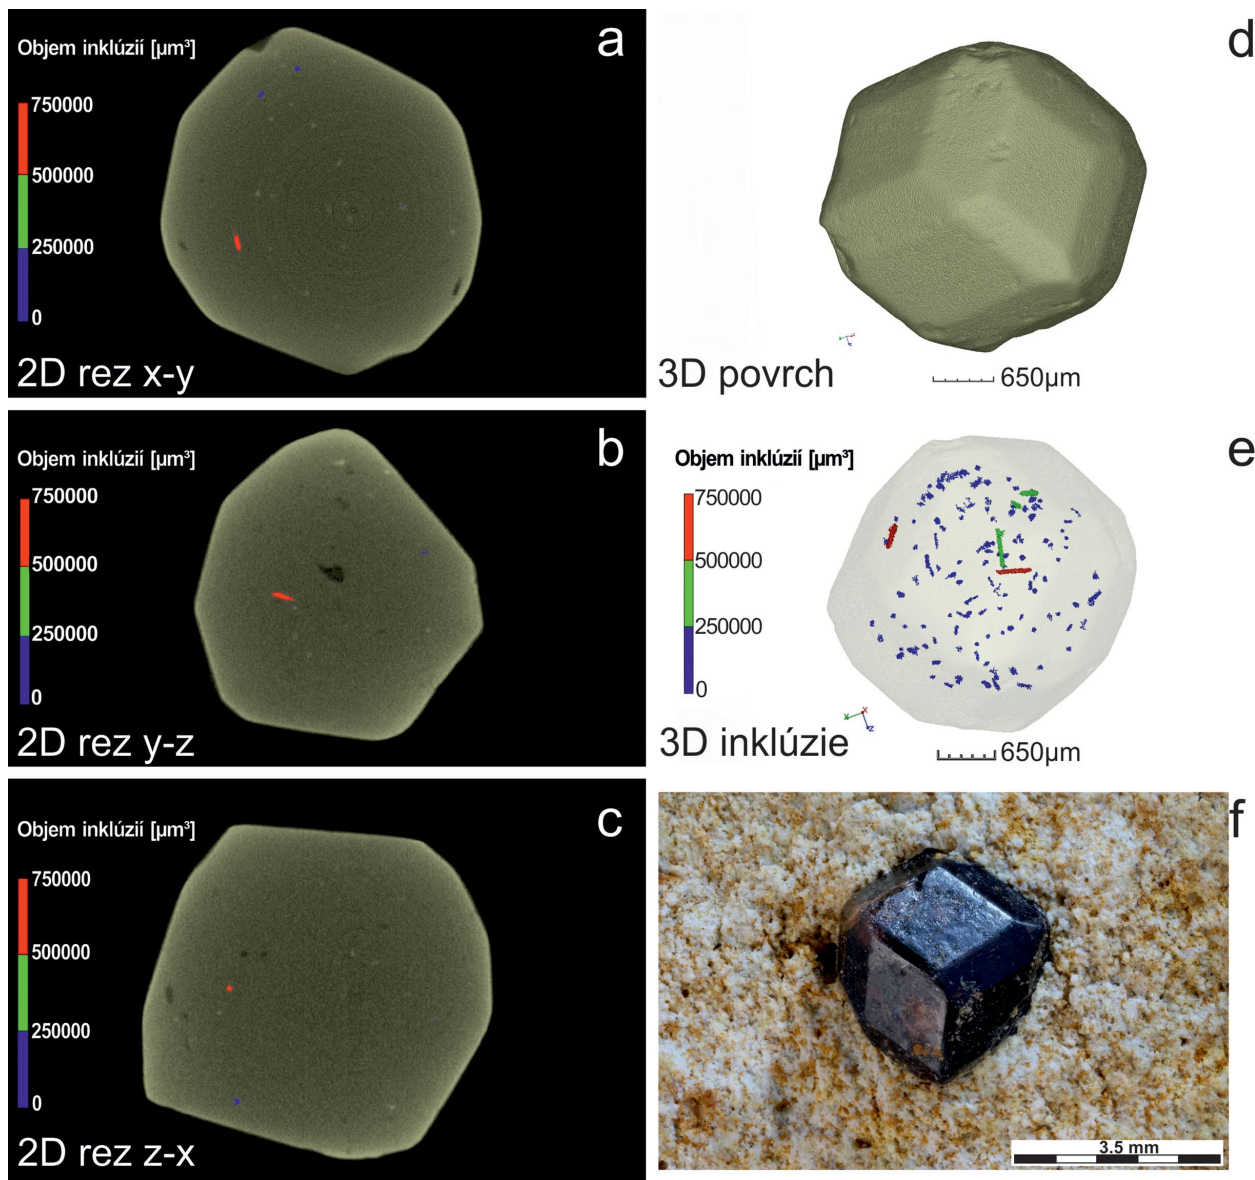 a
Objem inklúzií [µm³]
750000
500000
250000
0
2D rez x-y
b
Objem inklúzií [µm³]
750000
500000
250000
0
2D rez y-z
c
Objem inklúzií [µm³]
750000
500000
250000
0
2D rez z-x
d
3D povrch
650µm
e
Objem inklúzií [µm³]
750000
500000
250000
0
Y
X
Z
3D inklúzie
650µm
f
3.5 mm